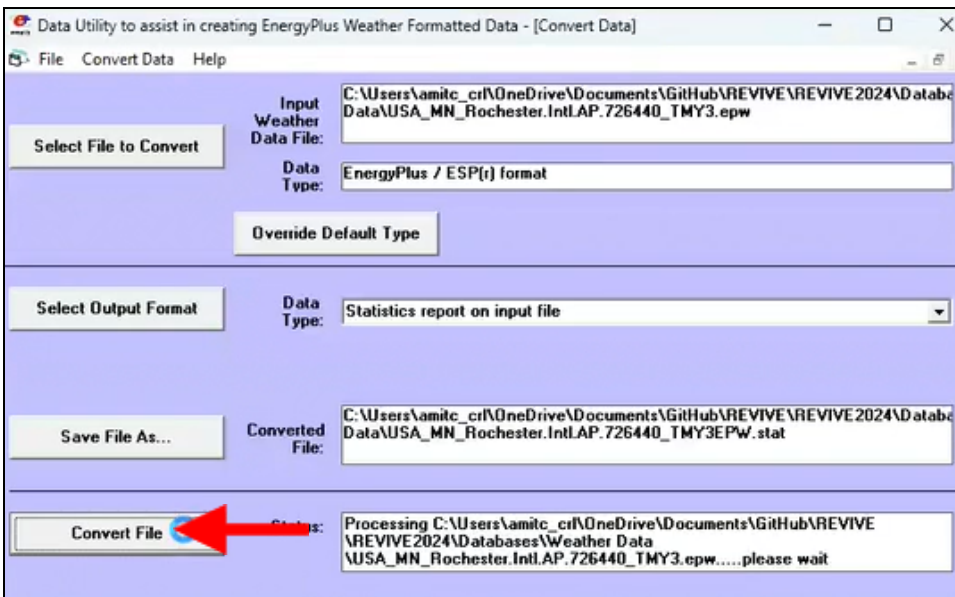 Data Utility to assist in creating EnergyPlus Weather Formatted Data - [Convert Data]
File Convert Data Help
Select File to Convert
Input
Weather
Data File:
C:\Users\amitc_crl\OneDrive\Documents\GitHub\REVIVE\REVIVE2024\Databa
Data\USA_MN_Rochester.Intl.AP.726440_TMY3.epw
Data
Type:
EnergyPlus / ESP(r) format
Override Default Type
Select Output Format
Data
Type:
Statistics report on input file
Save File As...
Converted
File:
C:\Users\amitc_crl\OneDrive\Documents\GitHub\REVIVE\REVIVE2024\Databa
Data\USA_MN_Rochester.Intl.AP.726440_TMY3EPW.stat
Convert File
Status:
Processing C:\Users\amitc_crl\OneDrive\Documents\GitHub\REVIVE
\REVIVE2024\Databases\Weather Data
\USA_MN_Rochester.Intl.AP.726440_TMY3.epw.....please wait